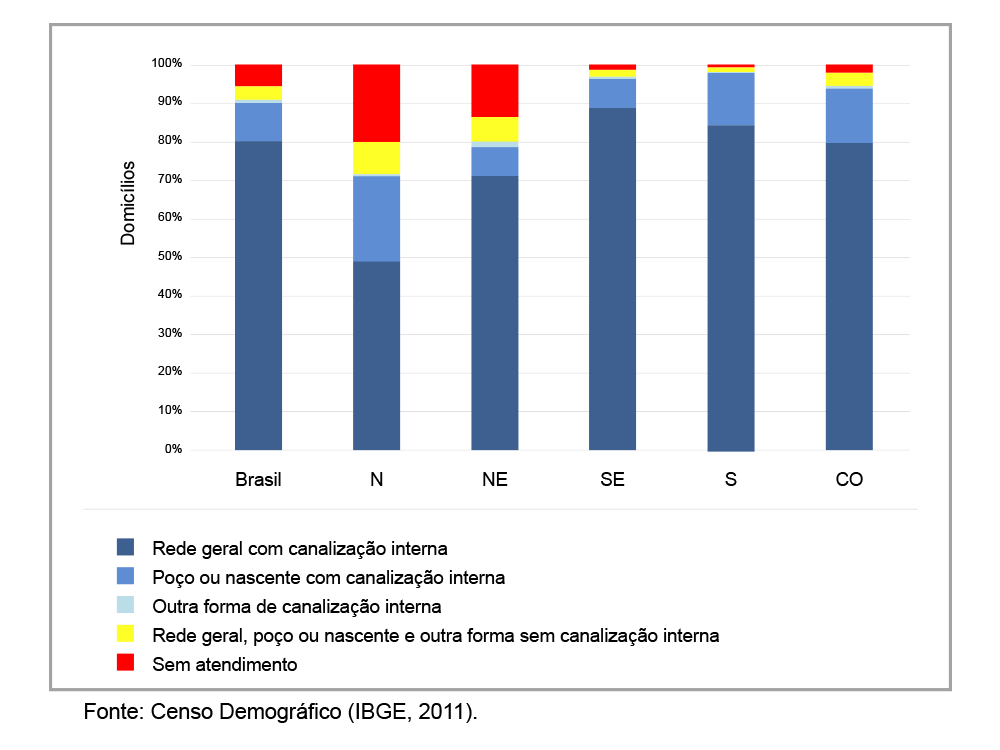 100%
90%
80%
70%
60%
50%
40%
30%
20%
10%
0%
Domicílios
Brasil N NE SE S CO
Rede geral com canalização interna
Poço ou nascente com canalização interna
Outra forma de canalização interna
Rede geral, poço ou nascente e outra forma sem canalização interna
Sem atendimento
Fonte: Censo Demográfico (IBGE, 2011).